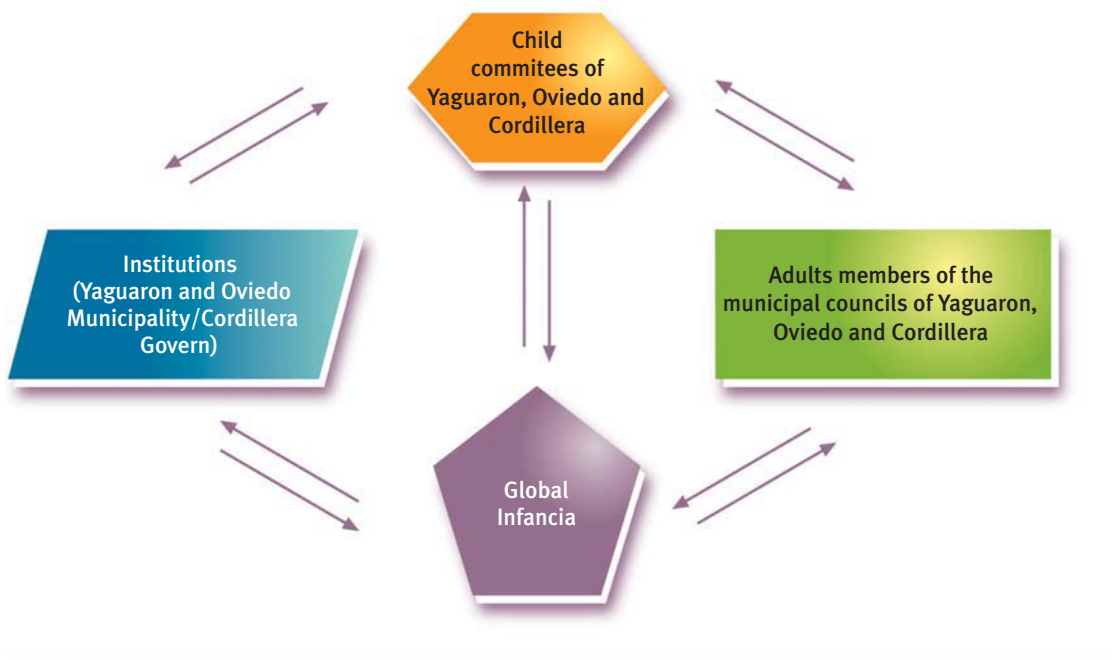 Child
commitees of
Yaguaron, Oviedo and
Cordillera
Institutions
(Yaguaron and Oviedo
Municipality/Cordillera
Govern)
Adults members of the
municipal councils of Yaguaron,
Oviedo and Cordillera
Global
Infancia